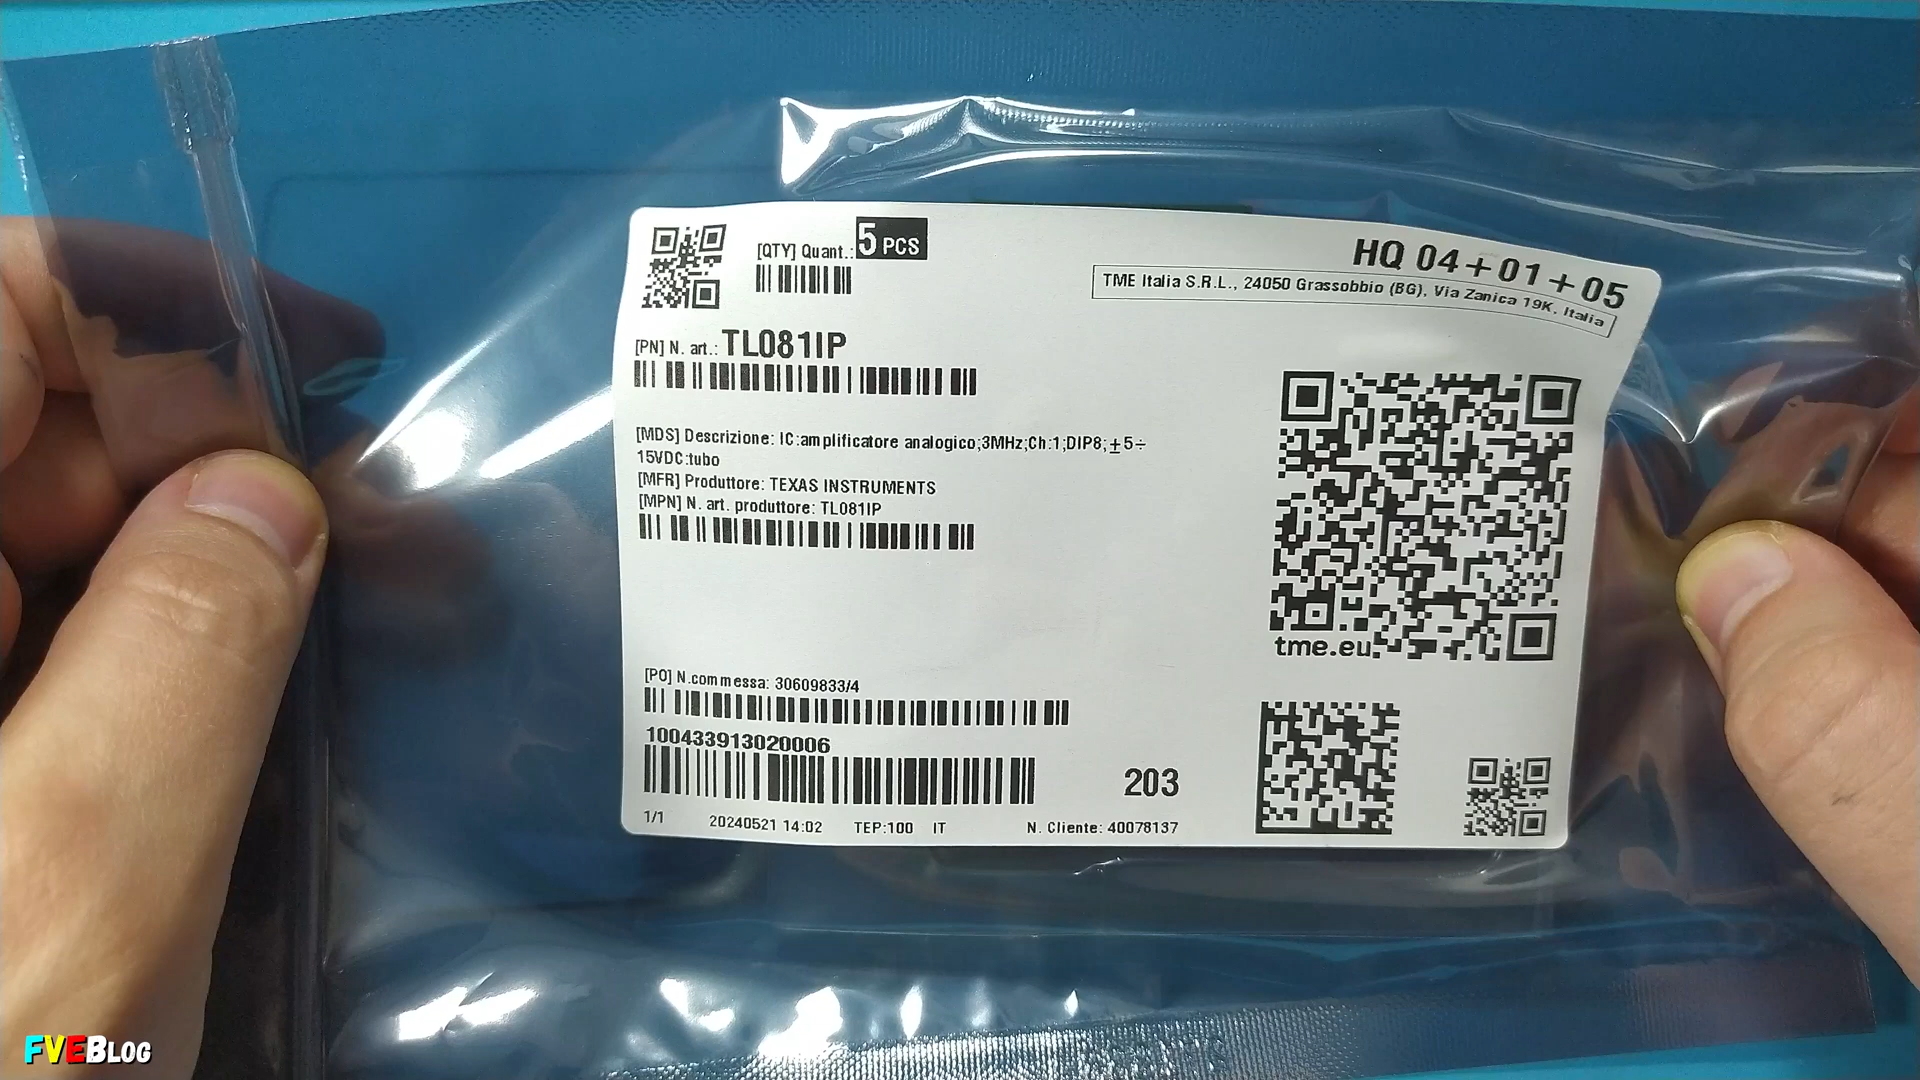 [QTY] Quant.: 5 PCS
HQ 04+01+05
TME Italia S.R.L., 24050 Grassobbio (BG), Via Zanica 19K, Italia
[PN] N. art.: TL081IP
[MDS] Descrizione: IC:amplificatore analogico;3MHz;Ch:1;DIP8;±5÷
15VDC:tubo
[MFR] Produttore: TEXAS INSTRUMENTS
[MPN] N. art. produttore: TL081IP
tme.eu
[PO] N.commessa: 30609833/4
100433913020006
203
1/1 20240521 14:02 TEP:100 IT N. Cliente: 40078137
FVEBLOG